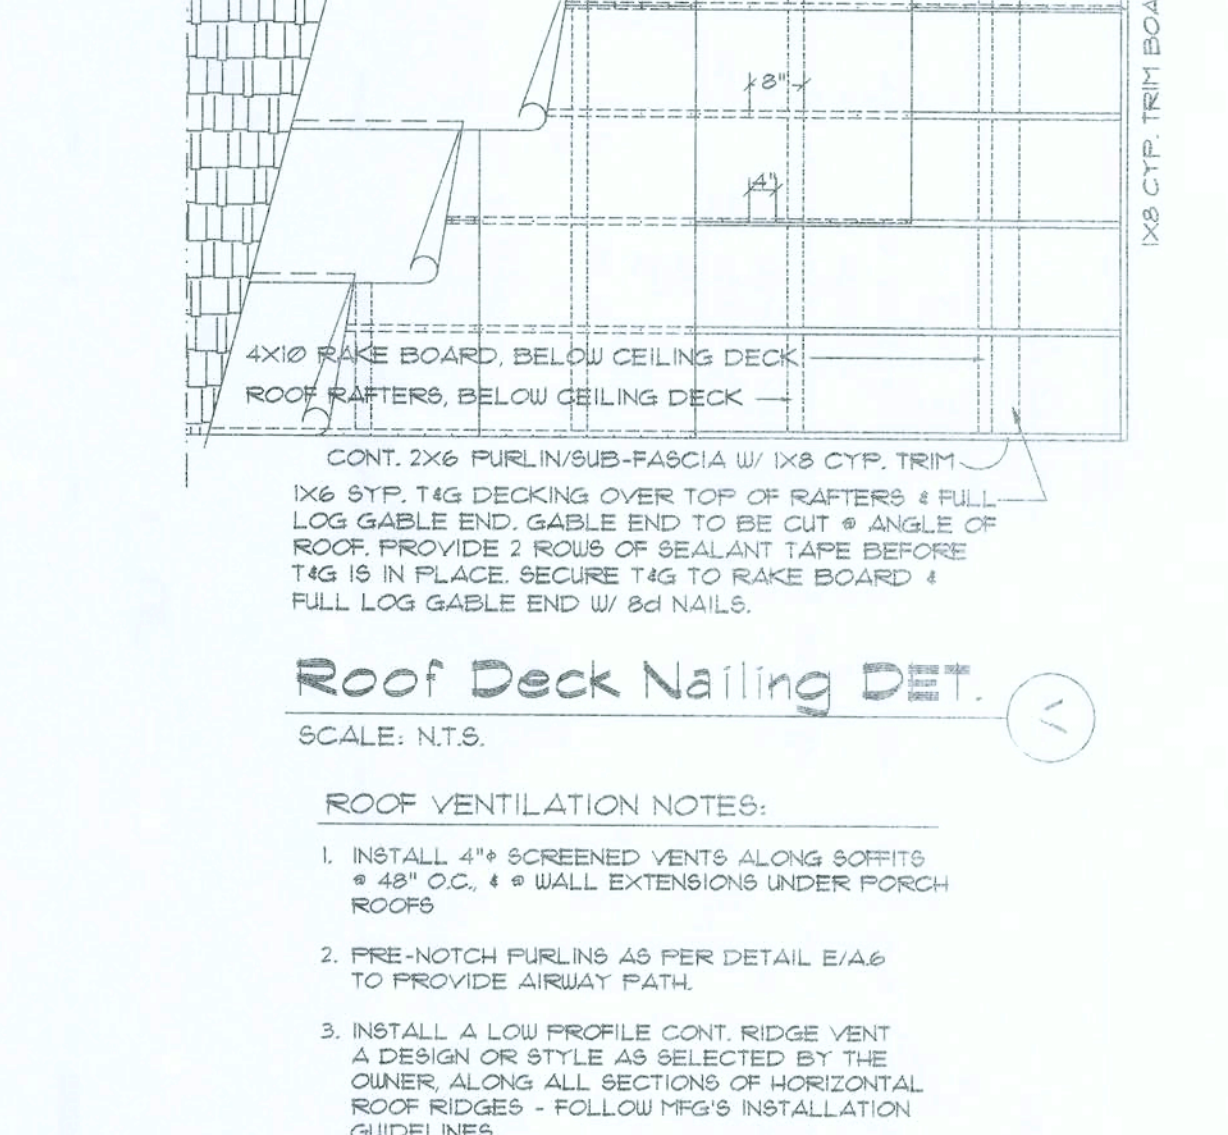 8"
1X8 CYP. TRIM BOA
4"
4X10 RAKE BOARD, BELOW CEILING DECK
ROOF RAFTERS, BELOW CEILING DECK
CONT. 2X6 PURLIN/SUB-FASCIA W/ 1X8 CYP. TRIM
1X6 SYP. T&G DECKING OVER TOP OF RAFTERS & FULL
LOG GABLE END. GABLE END TO BE CUT @ ANGLE OF
ROOF. PROVIDE 2 ROWS OF SEALANT TAPE BEFORE
T&G IS IN PLACE. SECURE T&G TO RAKE BOARD &
FULL LOG GABLE END W/ 8d NAILS.
Roof Deck Nailing DET.
SCALE: N.T.S.
ROOF VENTILATION NOTES:
1. INSTALL 4"⌀ SCREENED VENTS ALONG SOFFITS
@ 48" O.C., & @ WALL EXTENSIONS UNDER PORCH
ROOFS
2. PRE-NOTCH PURLINS AS PER DETAIL E/A.6
TO PROVIDE AIRWAY PATH.
3. INSTALL A LOW PROFILE CONT. RIDGE VENT
A DESIGN OR STYLE AS SELECTED BY THE
OWNER, ALONG ALL SECTIONS OF HORIZONTAL
ROOF RIDGES - FOLLOW MFG'S INSTALLATION
GUIDELINES